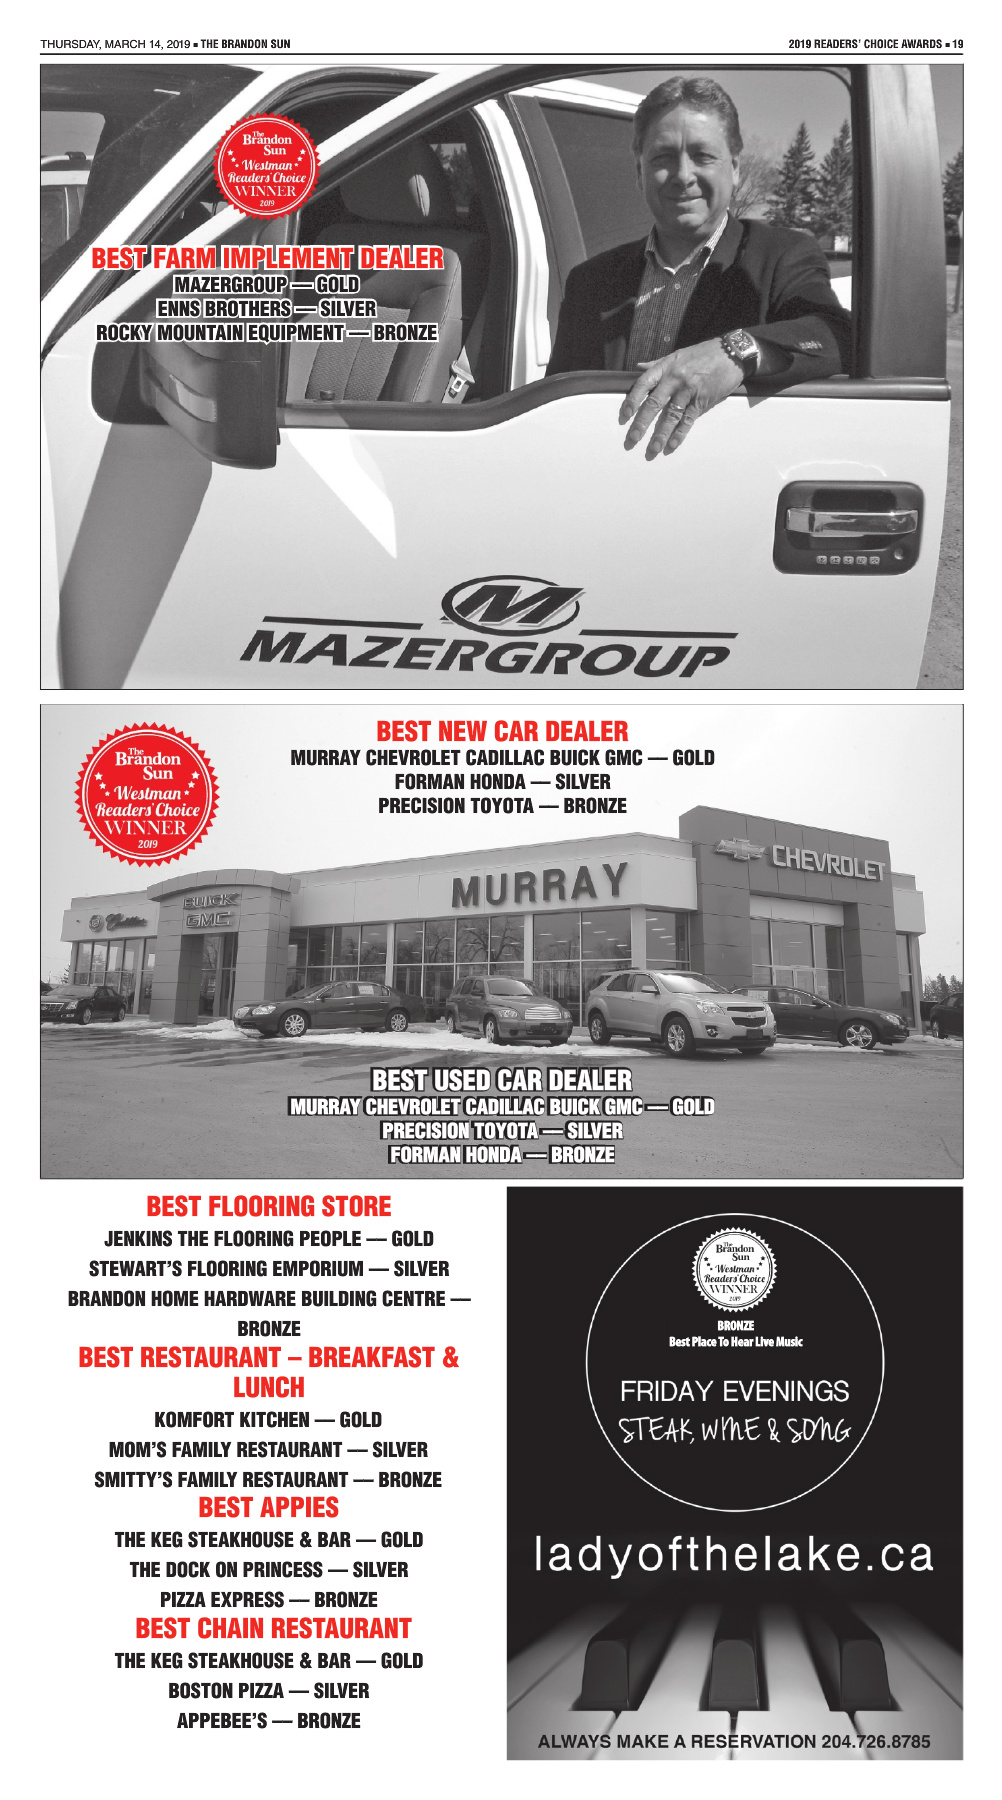 THURSDAY, MARCH 14, 2019 ▪ THE BRANDON SUN
2019 READERS' CHOICE AWARDS ▪ 19
The
Brandon
Sun
Westman
Readers' Choice
WINNER
2019
BEST FARM IMPLEMENT DEALER
MAZERGROUP — GOLD
ENNS BROTHERS — SILVER
ROCKY MOUNTAIN EQUIPMENT — BRONZE
M
MAZERGROUP
The
Brandon
Sun
Westman
Readers' Choice
WINNER
2019
BEST NEW CAR DEALER
MURRAY CHEVROLET CADILLAC BUICK GMC — GOLD
FORMAN HONDA — SILVER
PRECISION TOYOTA — BRONZE
Cadillac
BUICK
GMC
MURRAY
CHEVROLET
BEST USED CAR DEALER
MURRAY CHEVROLET CADILLAC BUICK GMC — GOLD
PRECISION TOYOTA — SILVER
FORMAN HONDA — BRONZE
BEST FLOORING STORE
JENKINS THE FLOORING PEOPLE — GOLD
STEWART'S FLOORING EMPORIUM — SILVER
BRANDON HOME HARDWARE BUILDING CENTRE —
BRONZE
BEST RESTAURANT – BREAKFAST &
LUNCH
KOMFORT KITCHEN — GOLD
MOM'S FAMILY RESTAURANT — SILVER
SMITTY'S FAMILY RESTAURANT — BRONZE
BEST APPIES
THE KEG STEAKHOUSE & BAR — GOLD
THE DOCK ON PRINCESS — SILVER
PIZZA EXPRESS — BRONZE
BEST CHAIN RESTAURANT
THE KEG STEAKHOUSE & BAR — GOLD
BOSTON PIZZA — SILVER
APPEBEE'S — BRONZE
The
Brandon
Sun
Westman
Readers' Choice
WINNER
2019
BRONZE
Best Place To Hear Live Music
FRIDAY EVENINGS
STEAK, WINE & SONG
ladyofthelake.ca
ALWAYS MAKE A RESERVATION 204.726.8785